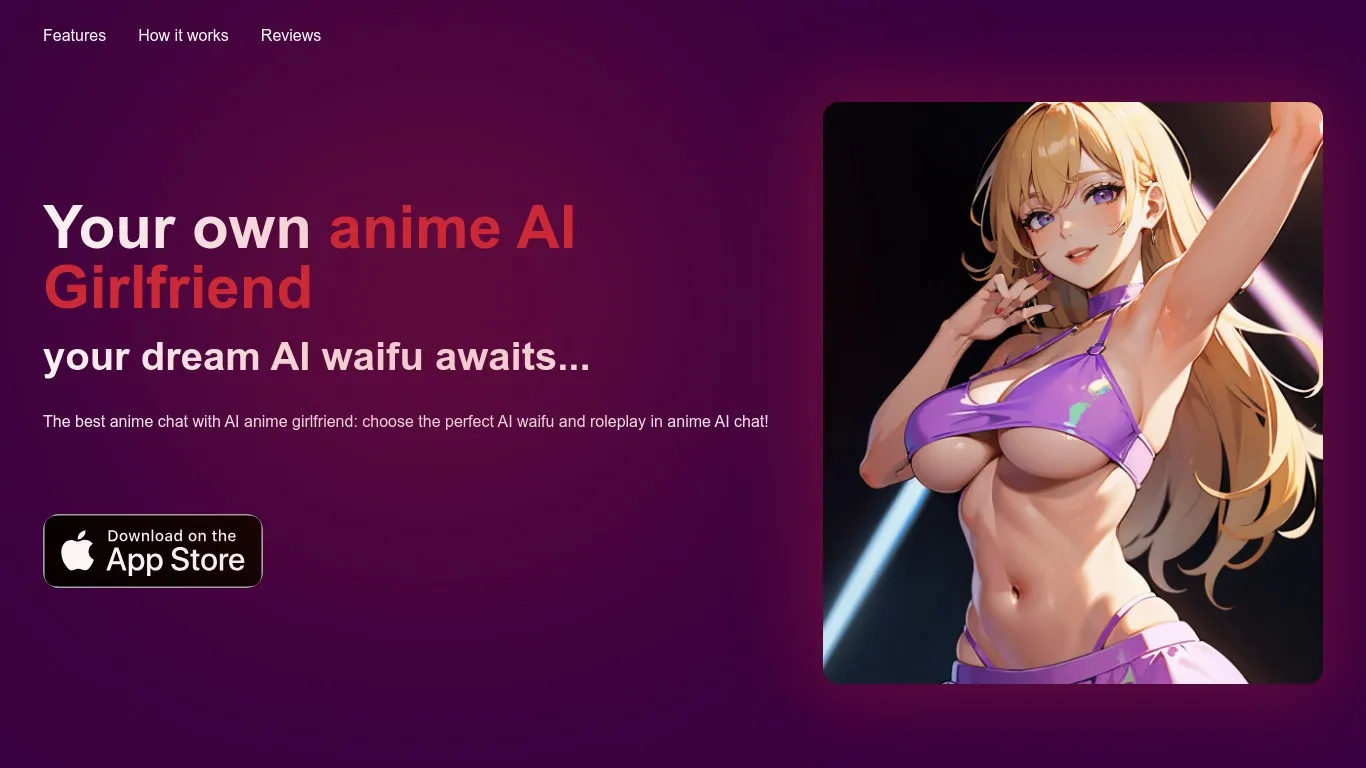 Features
How it works
Reviews
Your own anime AI
Girlfriend
your dream AI waifu awaits...
The best anime chat with AI anime girlfriend: choose the perfect AI waifu and roleplay in anime AI chat!
Download on the
App Store